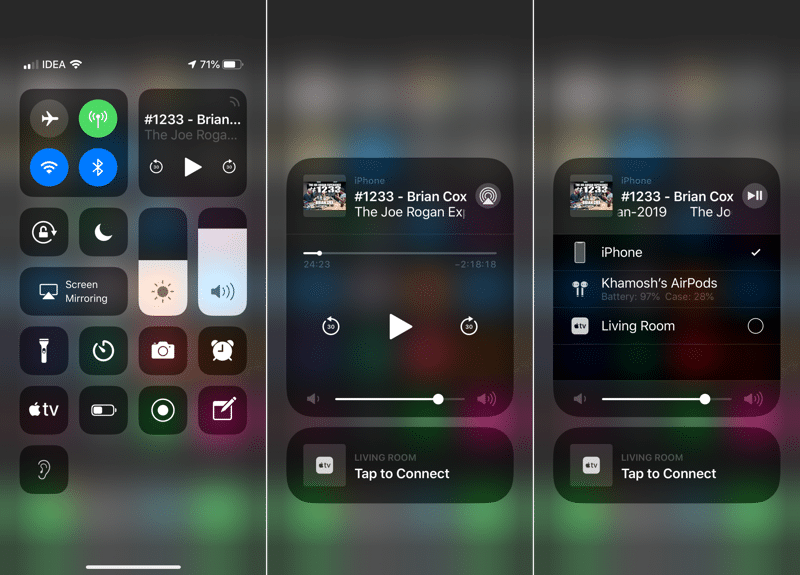 IDEA
71%
#1233 - Brian...
The Joe Roga...
30
30
Screen
Mirroring
tv
iPhone
#1233 - Brian Cox
The Joe Rogan Exp
24:23
-2:18:18
30
30
LIVING ROOM
tv
Tap to Connect
iPhone
#1233 - Brian Cox
an-2019 The Jo
iPhone
Khamosh's AirPods
Battery: 97% Case: 28%
tv
Living Room
LIVING ROOM
tv
Tap to Connect